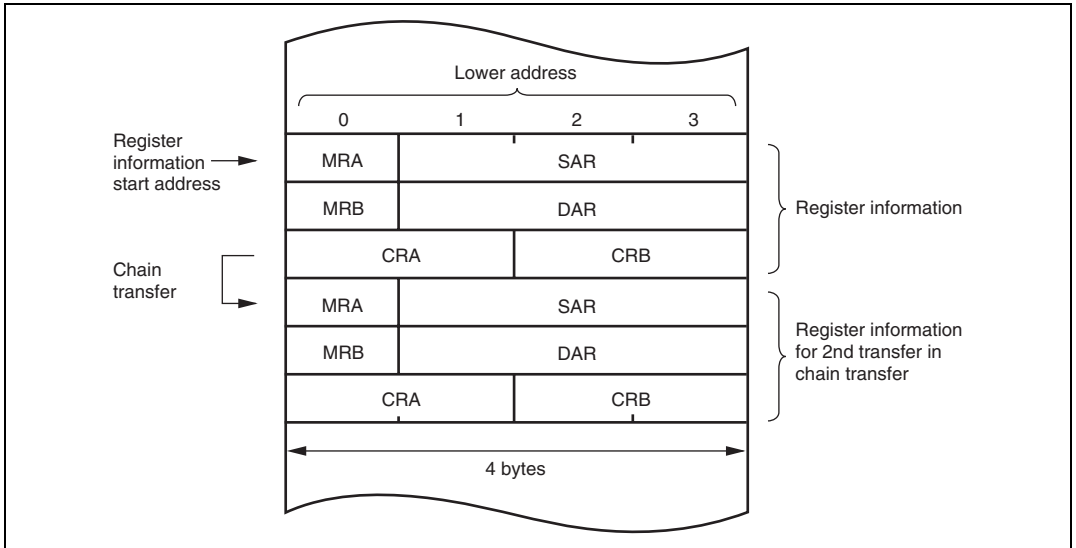 Lower address
0 1 2 3
Register
information
start address
MRA SAR
MRB DAR
Register information
CRA CRB
Chain
transfer
MRA SAR
MRB DAR
Register information
for 2nd transfer in
chain transfer
CRA CRB
4 bytes